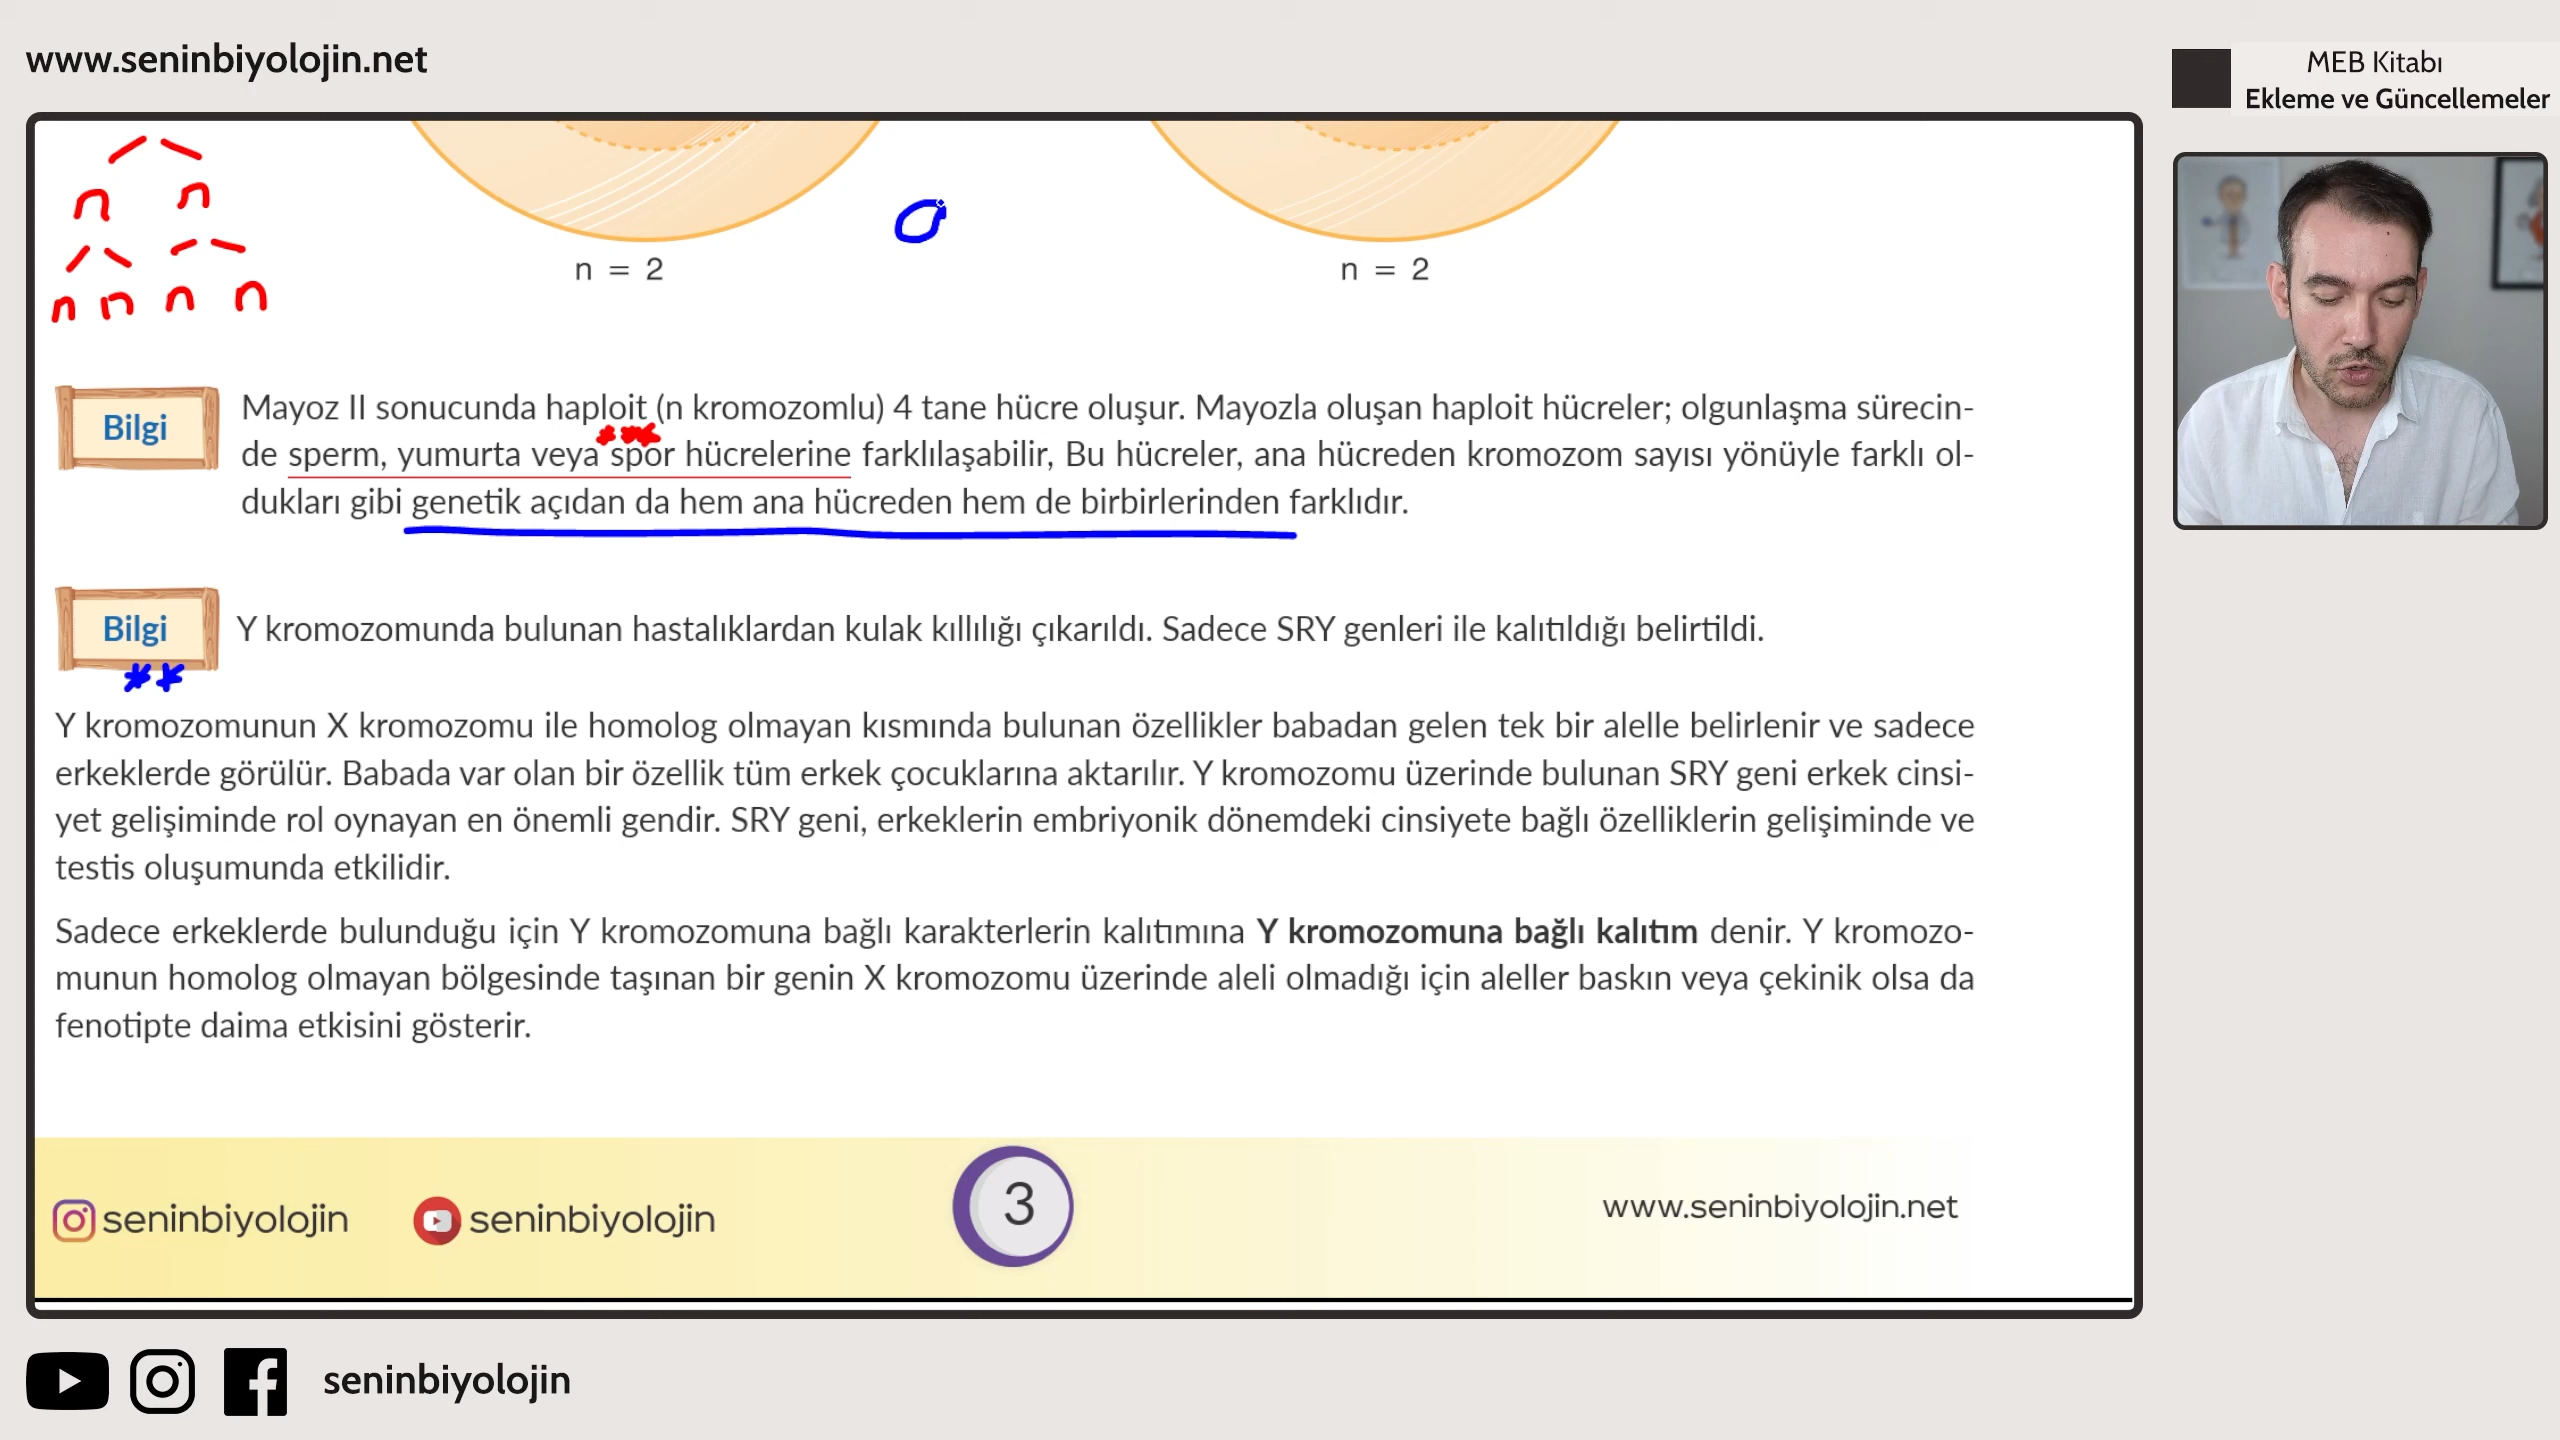 www.seninbiyolojin.net
MEB Kitabı
Ekleme ve Güncellemeler
n n
n n n n
n = 2
n = 2
Bilgi
Mayoz II sonucunda haploit (n kromozomlu) 4 tane hücre oluşur. Mayozla oluşan haploit hücreler; olgunlaşma sürecin-
de sperm, yumurta veya spor hücrelerine farklılaşabilir, Bu hücreler, ana hücreden kromozom sayısı yönüyle farklı ol-
dukları gibi genetik açıdan da hem ana hücreden hem de birbirlerinden farklıdır.
Bilgi
Y kromozomunda bulunan hastalıklardan kulak kıllılığı çıkarıldı. Sadece SRY genleri ile kalıtıldığı belirtildi.
Y kromozomunun X kromozomu ile homolog olmayan kısmında bulunan özellikler babadan gelen tek bir alelle belirlenir ve sadece
erkeklerde görülür. Babada var olan bir özellik tüm erkek çocuklarına aktarılır. Y kromozomu üzerinde bulunan SRY geni erkek cinsi-
yet gelişiminde rol oynayan en önemli gendir. SRY geni, erkeklerin embriyonik dönemdeki cinsiyete bağlı özelliklerin gelişiminde ve
testis oluşumunda etkilidir.
Sadece erkeklerde bulunduğu için Y kromozomuna bağlı karakterlerin kalıtımına Y kromozomuna bağlı kalıtım denir. Y kromozo-
munun homolog olmayan bölgesinde taşınan bir genin X kromozomu üzerinde aleli olmadığı için aleller baskın veya çekinik olsa da
fenotipte daima etkisini gösterir.
seninbiyolojin
seninbiyolojin
3
www.seninbiyolojin.net
seninbiyolojin